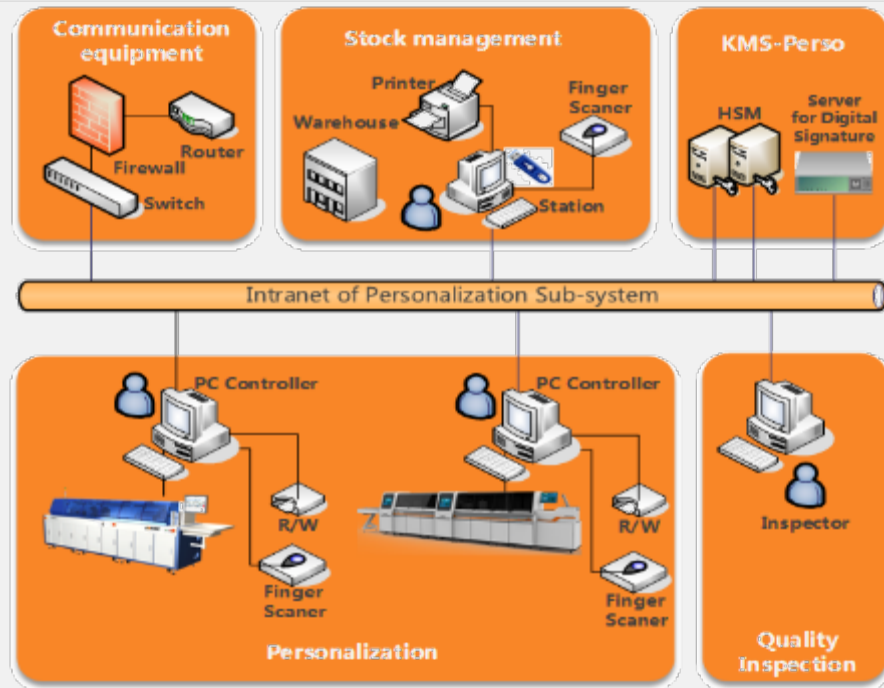 Communication
equipment
Firewall
Router
Switch
Stock management
Printer
Warehouse
Finger
Scaner
Station
KMS-Perso
HSM
Server
for Digital
Signature
Intranet of Personalization Sub-system
PC Controller
R/W
Finger
Scaner
PC Controller
R/W
Finger
Scaner
Personalization
Inspector
Quality
Inspection